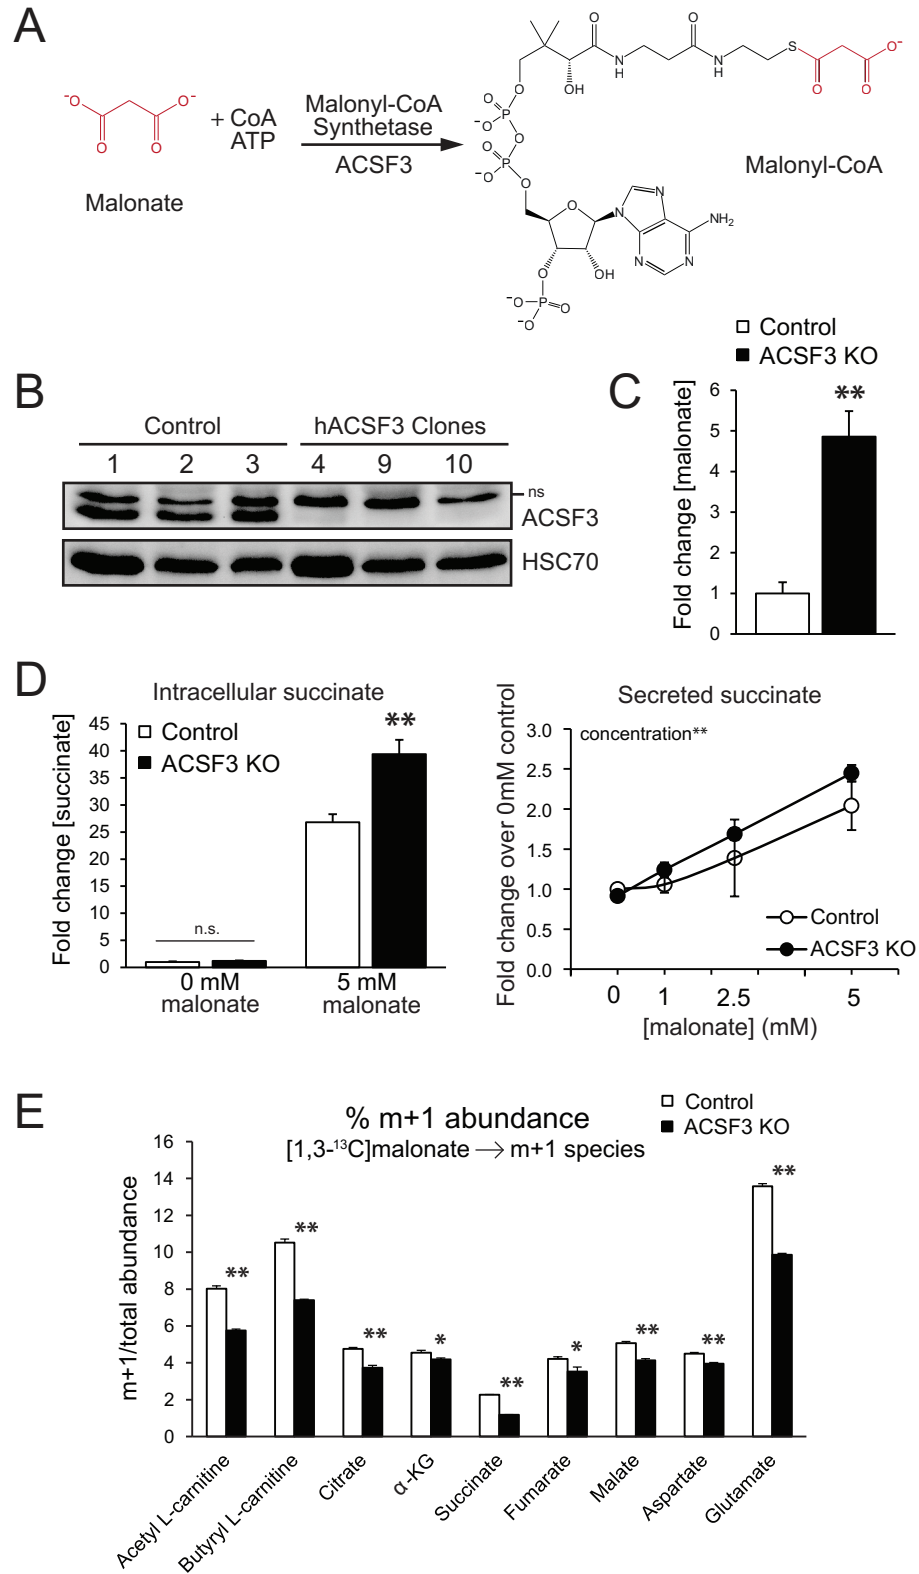 A
⁻O
O⁻
O
O
Malonate
+ CoA
ATP
Malonyl-CoA
Synthetase
ACSF3
O
O
N
H
N
H
S
O⁻
O
O
OH
O
O
P
⁻O
O
O
P
⁻O
O
O
N
N
NH₂
N
N
O
OH
⁻O
P
O
⁻O
Malonyl-CoA
B
Control
hACSF3 Clones
1 2 3 4 9 10
ns
ACSF3
HSC70
C
Control
ACSF3 KO
Fold change [malonate]
6
5
4
3
2
1
0
**
D
Intracellular succinate
Fold change [succinate]
45
40
35
30
25
20
15
10
5
0
Control
ACSF3 KO
**
n.s.
0 mM
malonate
5 mM
malonate
Secreted succinate
Fold change over 0mM control
3.0
2.5
2.0
1.5
1.0
0.5
0.0
concentration**
Control
ACSF3 KO
0 1 2.5 5
[malonate] (mM)
E
% m+1 abundance
[1,3-¹³C]malonate → m+1 species
Control
ACSF3 KO
m+1/total abundance
16
14
12
10
8
6
4
2
0
**
**
**
*
**
*
**
**
**
Acetyl L-carnitine
Butyryl L-carnitine
Citrate
α-KG
Succinate
Fumarate
Malate
Aspartate
Glutamate